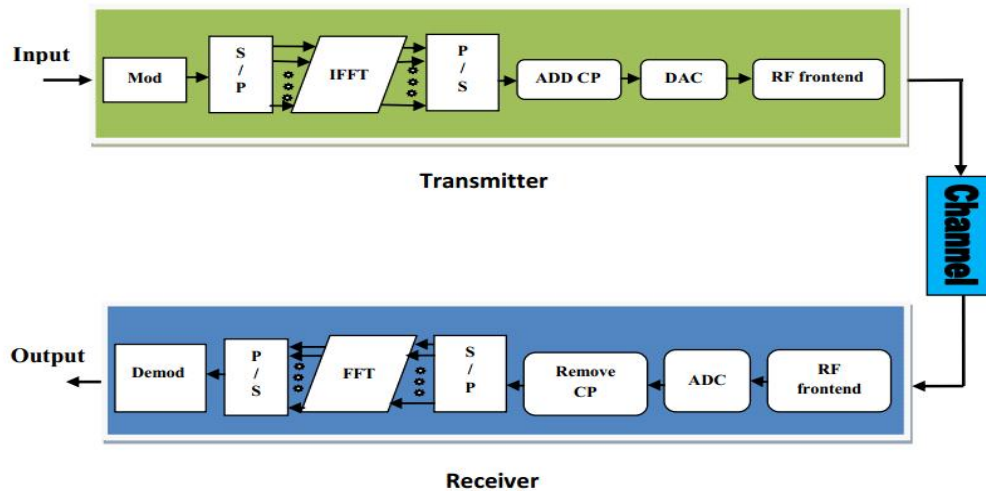 Input
Mod
S
/
P
IFFT
P
/
S
ADD CP
DAC
RF frontend
Transmitter
Channel
Output
Demod
P
/
S
FFT
S
/
P
Remove
CP
ADC
RF
frontend
Receiver